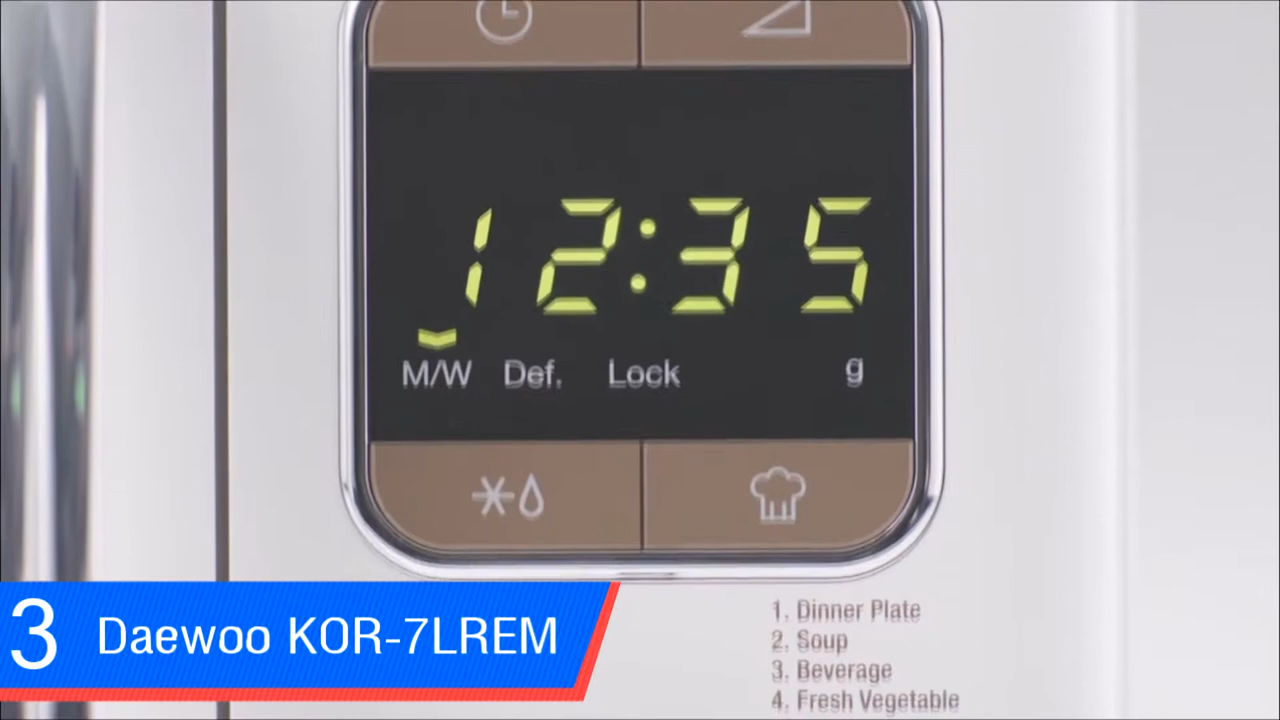 12:35
M/W Def. Lock g
3 Daewoo KOR-7LREM
1. Dinner Plate
2. Soup
3. Beverage
4. Fresh Vegetable